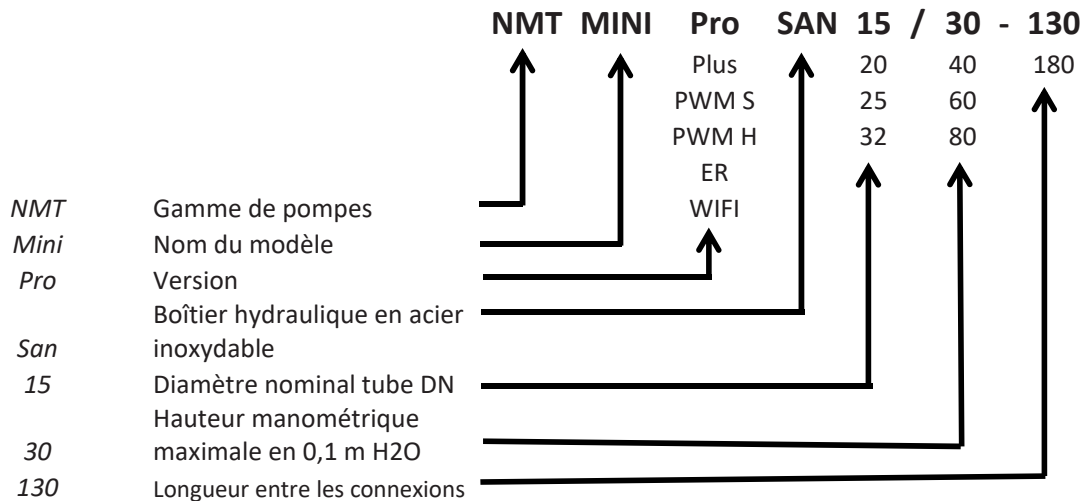 NMT MINI Pro SAN 15 / 30 - 130
Plus 20 40 180
PWM S 25 60
PWM H 32 80
ER
WIFI
NMT Gamme de pompes
Mini Nom du modèle
Pro Version
Boîtier hydraulique en acier
San inoxydable
15 Diamètre nominal tube DN
Hauteur manométrique
30 maximale en 0,1 m H2O
130 Longueur entre les connexions